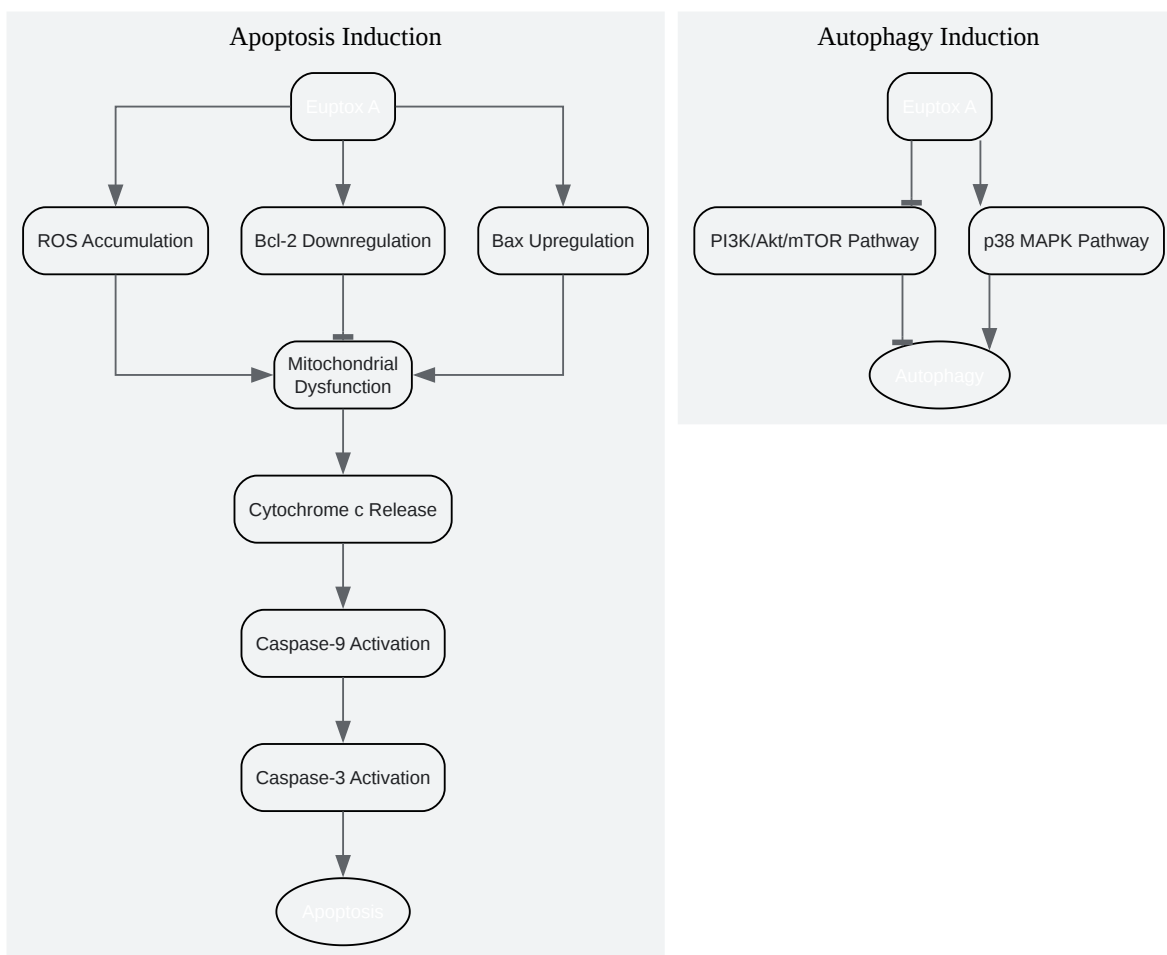 Apoptosis Induction
Euptox A
ROS Accumulation
Bcl-2 Downregulation
Bax Upregulation
Mitochondrial
Dysfunction
Cytochrome c Release
Caspase-9 Activation
Caspase-3 Activation
Apoptosis
Autophagy Induction
Euptox A
PI3K/Akt/mTOR Pathway
p38 MAPK Pathway
Autophagy